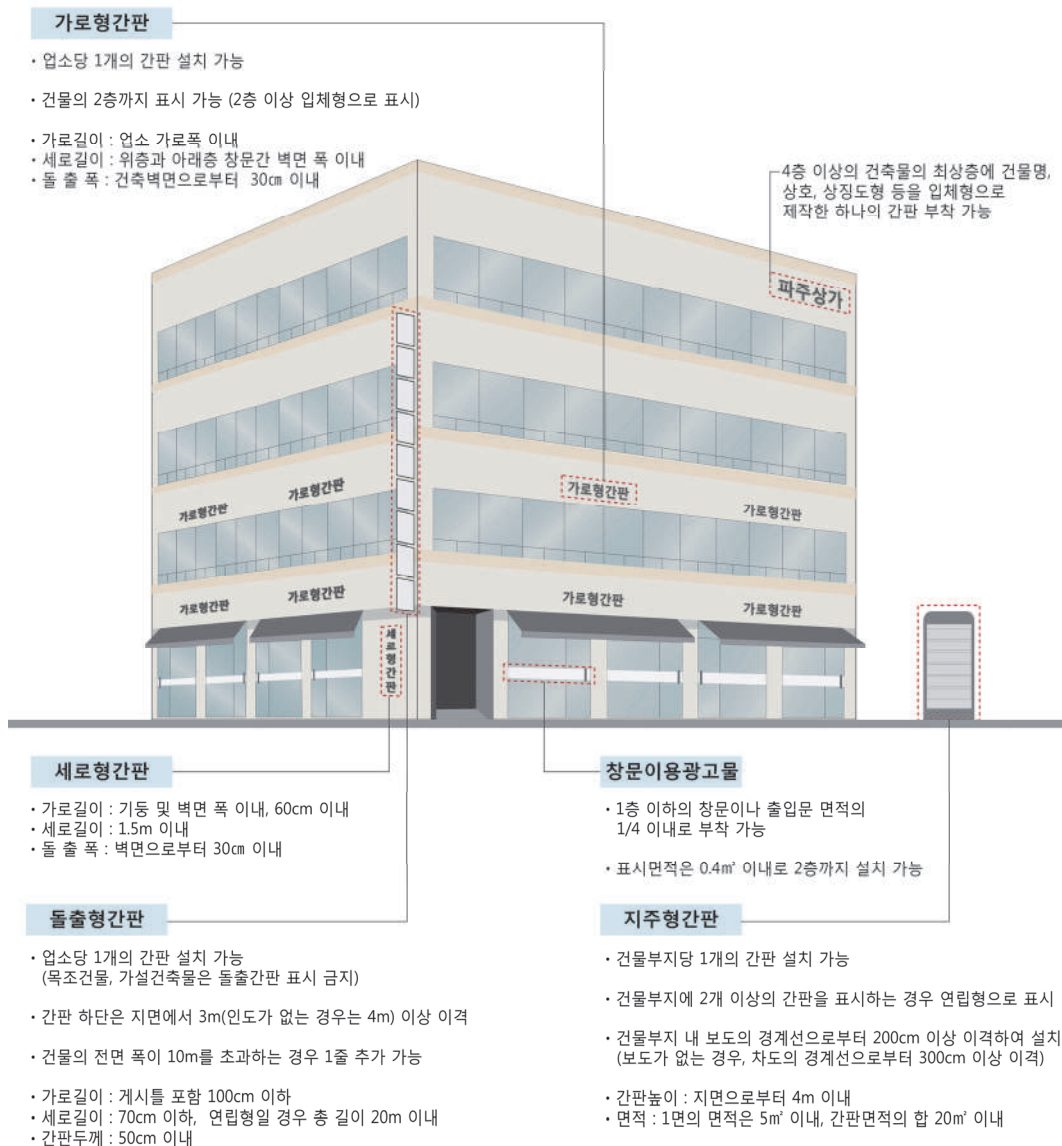 가로형간판
· 업소당 1개의 간판 설치 가능
· 건물의 2층까지 표시 가능 (2층 이상 입체형으로 표시)
· 가로길이 : 업소 가로폭 이내
· 세로길이 : 위층과 아래층 창문간 벽면 폭 이내
· 돌 출 폭 : 건축벽면으로부터 30㎝ 이내
4층 이상의 건축물의 최상층에 건물명,
상호, 상징도형 등을 입체형으로
제작한 하나의 간판 부착 가능
파주상가
가로형간판
가로형간판
가로형간판
가로형간판
가로형간판
가로형간판
가로형간판
가로형간판
세로형간판
세로형간판
· 가로길이 : 기둥 및 벽면 폭 이내, 60cm 이내
· 세로길이 : 1.5m 이내
· 돌 출 폭 : 벽면으로부터 30㎝ 이내
창문이용광고물
· 1층 이하의 창문이나 출입문 면적의
1/4 이내로 부착 가능
· 표시면적은 0.4㎡ 이내로 2층까지 설치 가능
돌출형간판
· 업소당 1개의 간판 설치 가능
(목조건물, 가설건축물은 돌출간판 표시 금지)
· 간판 하단은 지면에서 3m(인도가 없는 경우는 4m) 이상 이격
· 건물의 전면 폭이 10m를 초과하는 경우 1줄 추가 가능
· 가로길이 : 게시틀 포함 100cm 이하
· 세로길이 : 70cm 이하, 연립형일 경우 총 길이 20m 이내
· 간판두께 : 50cm 이내
지주형간판
· 건물부지당 1개의 간판 설치 가능
· 건물부지에 2개 이상의 간판을 표시하는 경우 연립형으로 표시
· 건물부지 내 보도의 경계선으로부터 200cm 이상 이격하여 설치
(보도가 없는 경우, 차도의 경계선으로부터 300cm 이상 이격)
· 간판높이 : 지면으로부터 4m 이내
· 면적 : 1면의 면적은 5㎡ 이내, 간판면적의 합 20㎡ 이내